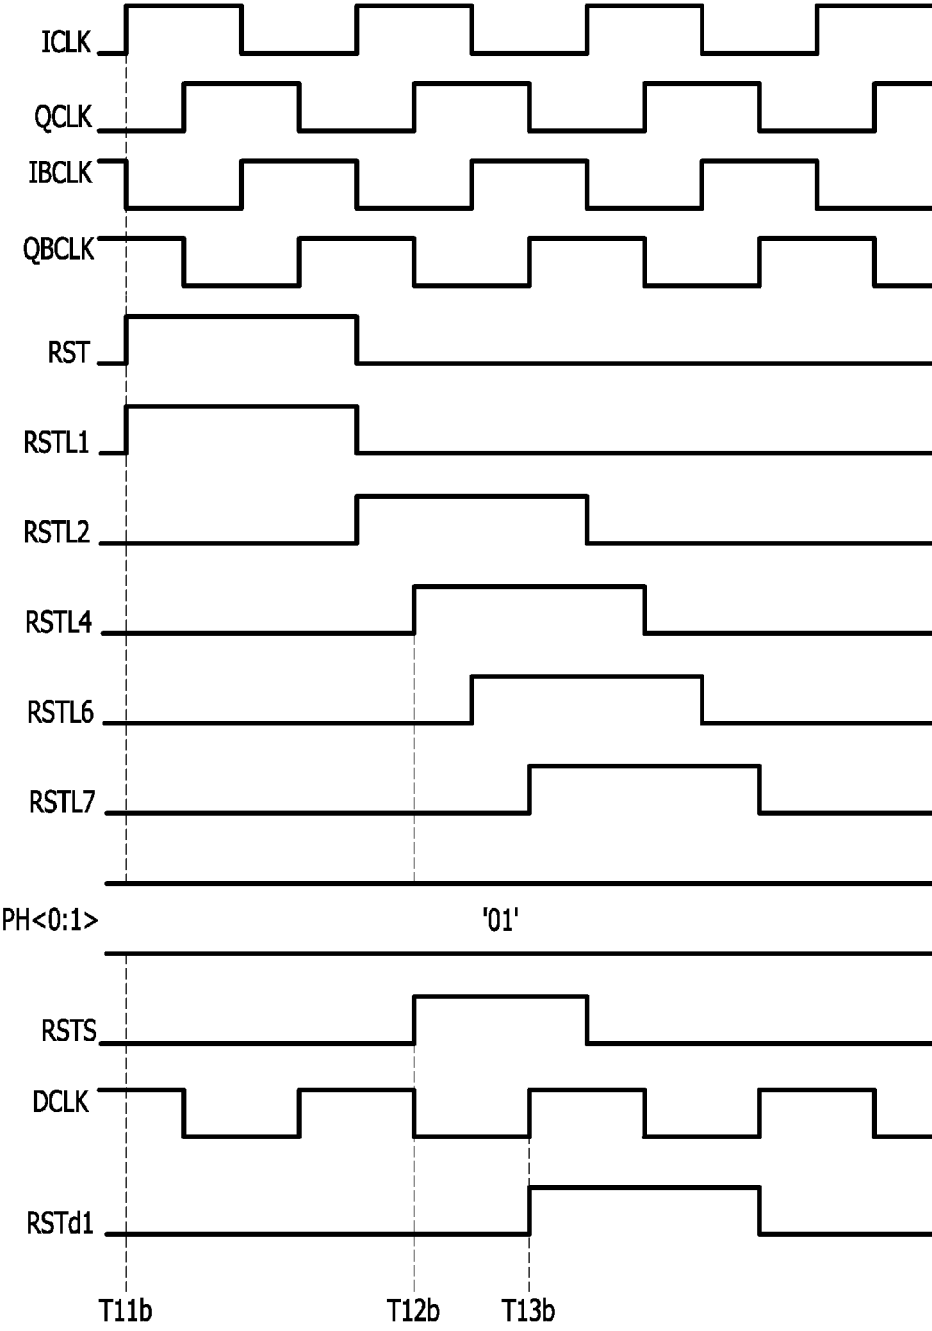 ICLK
QCLK
IBCLK
QBCLK
RST
RSTL1
RSTL2
RSTL4
RSTL6
RSTL7
PH<0:1> '01'
RSTS
DCLK
RSTd1
T11b T12b T13b